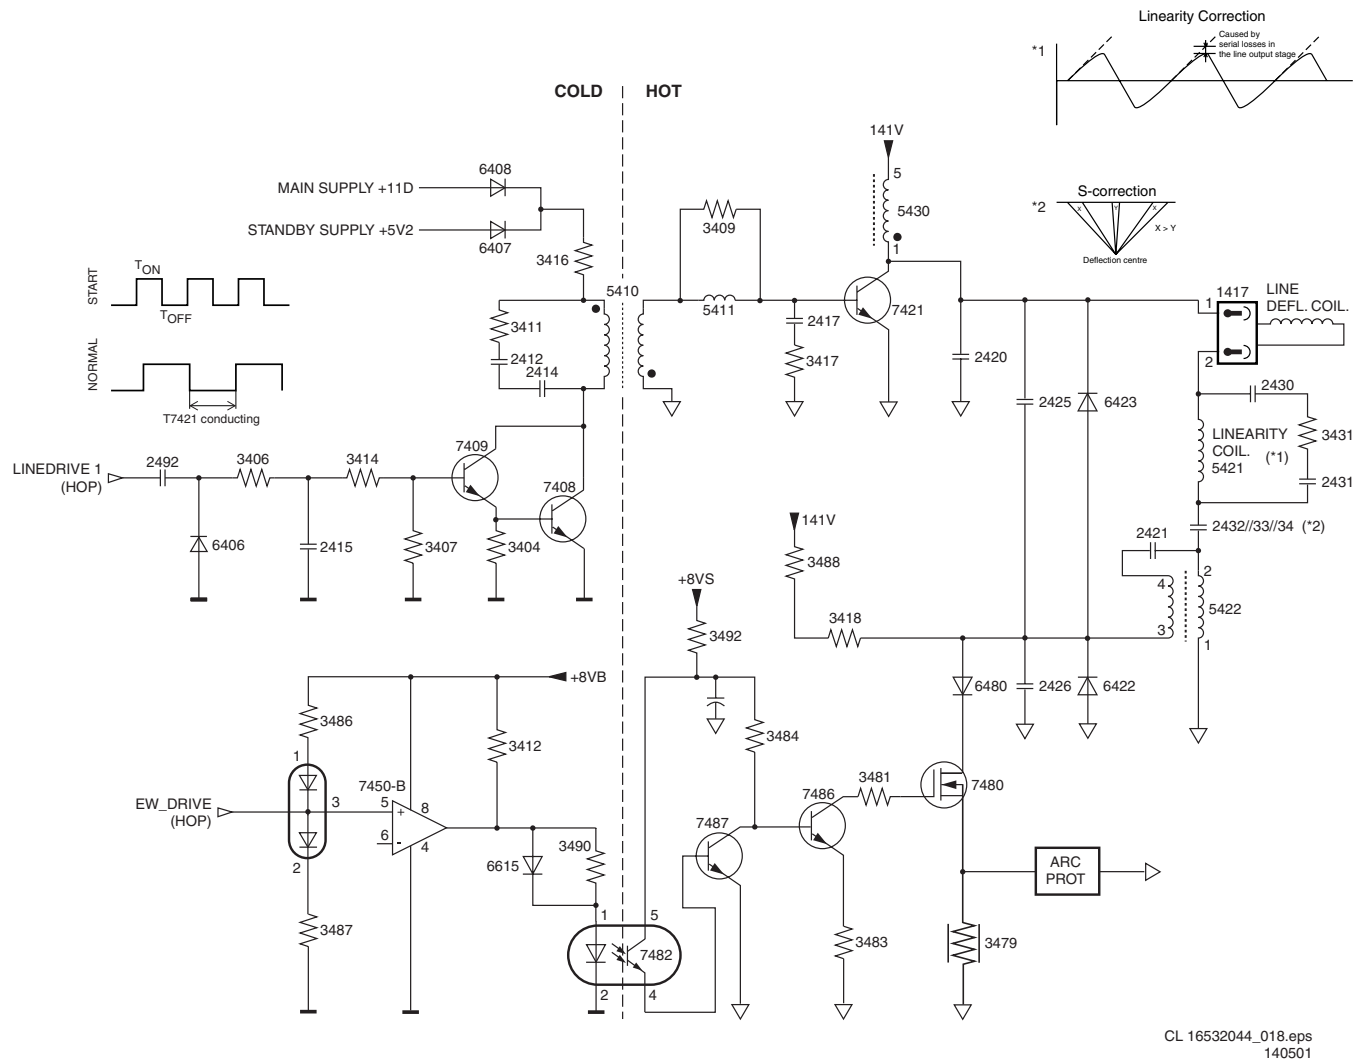 Linearity Correction
*1
Caused by
serial losses in
the line output stage
COLD
HOT
141V
6408
MAIN SUPPLY +11D
5
S-correction
*2
X
Y
X
X > Y
Deflection centre
STANDBY SUPPLY +5V2
6407
3409
5430
1
3416
START
TON
TOFF
5410
5411
7421
1417
LINE
DEFL. COIL.
1
2
3411
2412
2414
2417
3417
2420
NORMAL
T7421 conducting
2425
6423
2430
LINEARITY
COIL.
5421
(*1)
3431
2431
LINEDRIVE 1
(HOP)
2492
3406
3414
7409
7408
6406
2415
3407
3404
141V
3488
2432//33//34 (*2)
2421
4
3
2
5422
1
+8VS
3492
3418
+8VB
6480
2426
6422
3486
3412
3484
1
3
2
EW_DRIVE
(HOP)
7450-B
5
+
8
6
-
4
3481
7480
7486
7487
6615
3490
ARC
PROT
3487
1
5
7482
2
4
3483
3479
CL 16532044_018.eps
140501